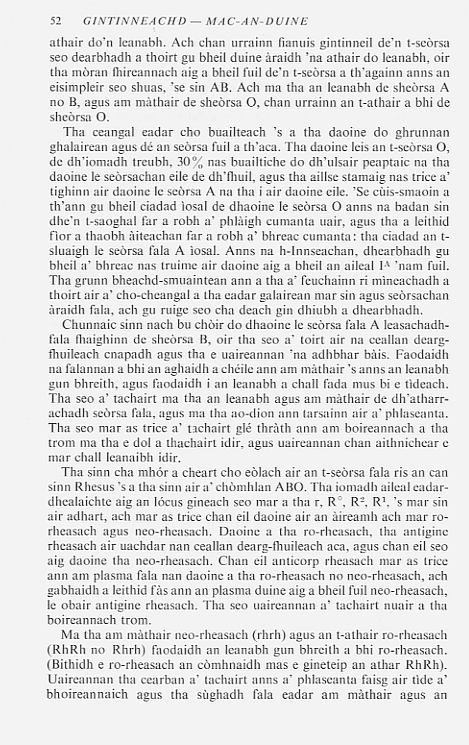 52 GINTINNEACHD — MAC-AN-DUINE
athair do'n leanabh. Ach chan urrainn fianuis gintinneil de'n t-seòrsa
seo dearbhadh a thoirt gu bheil duine àraidh 'na athair do leanabh, oir
tha mòran fhireannach aig a bheil fuil de'n t-seòrsa a th'againn anns an
eisimpleir seo shuas, 'se sin AB. Ach ma tha an leanabh de sheòrsa A
no B, agus am màthair de sheòrsa O, chan urrainn an t-athair a bhi de
sheòrsa O.
Tha ceangal eadar cho buailteach 's a tha daoine do ghrunnan
ghalairean agus dé an seòrsa fuil a th'aca. Tha daoine leis an t-seòrsa O,
de dh'iomadh treubh, 30% nas buailtiche do dh'ulsair peaptaic na tha
daoine le seòrsachan eile de dh'fhuil, agus tha aillse stamaig nas trice a'
tighinn air daoine le seòrsa A na tha i air daoine eile. 'Se cùis-smaoin a
th'ann gu bheil ciadad ìosal de dhaoine le seòrsa O anns na badan sin
dhe'n t-saoghal far a robh a' phlàigh cumanta uair, agus tha a leithid
fìor a thaobh àiteachan far a robh a' bhreac cumanta: tha ciadad an t-
sluaigh le seòrsa fala A ìosal. Anns na h-Innseachan, dhearbhadh gu
bheil a' bhreac nas truime air daoine aig a bheil an aileal Iᴬ 'nam fuil.
Tha grunn bheachd-smuaintean ann a tha a' feuchainn ri mìneachadh a
thoirt air a' cho-cheangal a tha eadar galairean mar sin agus seòrsachan
àraidh fala, ach gu ruige seo cha deach gin dhiubh a dhearbhadh.
Chunnaic sinn nach bu chòir do dhaoine le seòrsa fala A leasachadh-
fala fhaighinn de sheòrsa B, oir tha seo a' toirt air na ceallan dearg-
fhuileach cnapadh agus tha e uaireannan 'na adhbhar bàis. Faodaidh
na falannan a bhi an aghaidh a chéile ann am màthair 's anns an leanabh
gun bhreith, agus faodaidh i an leanabh a chall fada mus bi e tìdeach.
Tha seo a' tachairt ma tha an leanabh agus am màthair de dh'atharr-
achadh seòrsa fala, agus ma tha ao-dion ann tarsainn air a' phlaseanta.
Tha seo mar as trice a' tachairt glé thràth ann am boireannach a tha
trom ma tha e dol a thachairt idir, agus uaireannan chan aithnichear e
mar chall leanaibh idir.
Tha sinn cha mhór a cheart cho eòlach air an t-seòrsa fala ris an can
sinn Rhesus 's a tha sinn air a' chòmhlan ABO. Tha iomadh aileal eadar-
dhealaichte aig an lócus gineach seo mar a tha r, R°, R², R¹, 's mar sin
air adhart, ach mar as trice chan eil daoine air an àireamh ach mar ro-
rheasach agus neo-rheasach. Daoine a tha ro-rheasach, tha antigine
rheasach air uachdar nan ceallan dearg-fhuileach aca, agus chan eil seo
aig daoine tha neo-rheasach. Chan eil anticorp rheasach mar as trice
ann am plasma fala nan daoine a tha ro-rheasach no neo-rheasach, ach
gabhaidh a leithid fàs ann an plasma duine aig a bheil fuil neo-rheasach,
le obair antigine rheasach. Tha seo uaireannan a' tachairt nuair a tha
boireannach trom.
Ma tha am màthair neo-rheasach (rhrh) agus an t-athair ro-rheasach
(RhRh no Rhrh) faodaidh an leanabh gun bhreith a bhi ro-rheasach.
(Bithidh e ro-rheasach an còmhnaidh mas e gineteip an athar RhRh).
Uaireannan tha cearban a' tachairt anns a' phlaseanta faisg air tìde a'
bhoireannaich agus tha sùghadh fala eadar am màthair agus an